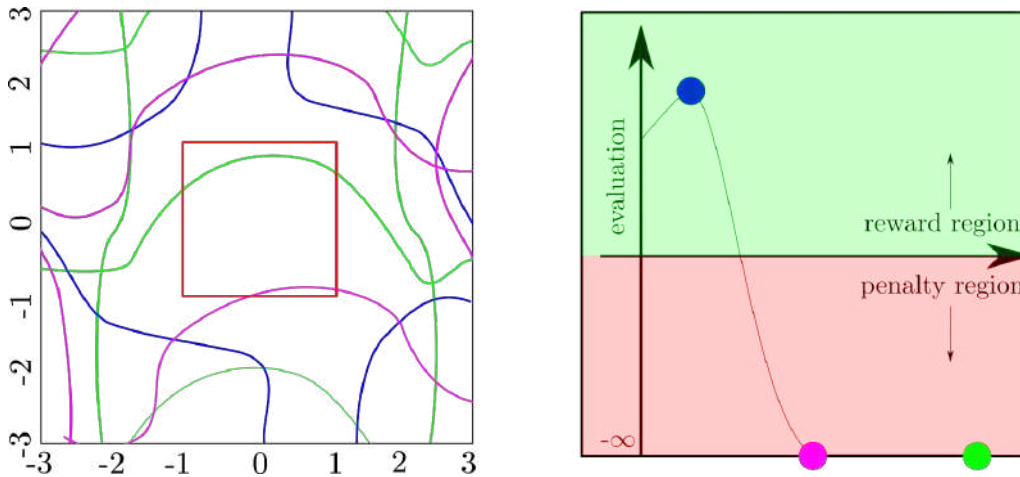 3
2
1
0
-1
-2
-3
-3 -2 -1 0 1 2 3
evaluation
reward region
penalty region
-∞